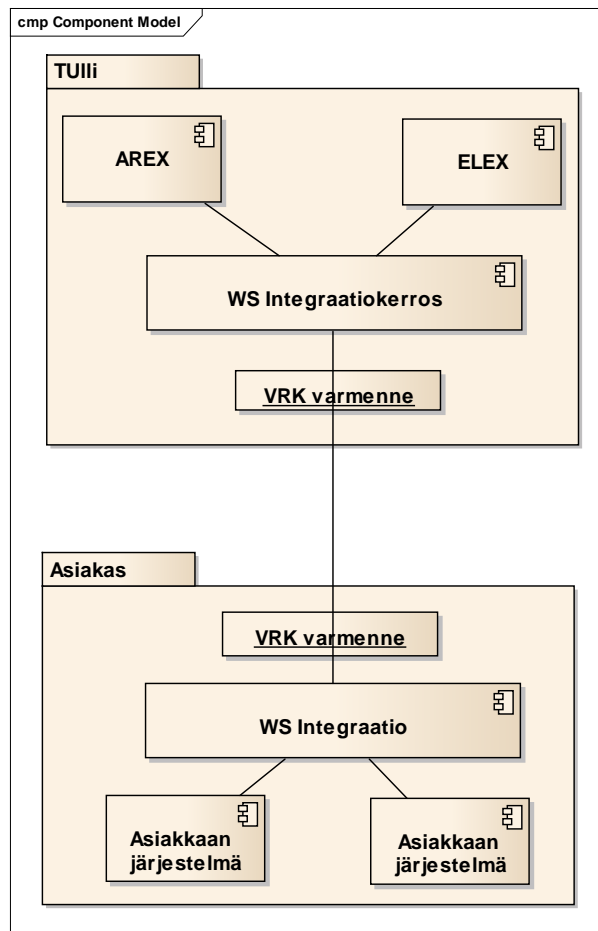 cmp Component Model
TUlli
AREX
ELEX
WS Integraatiokerros
VRK varmenne
Asiakas
VRK varmenne
WS Integraatio
Asiakkaan
järjestelmä
Asiakkaan
järjestelmä